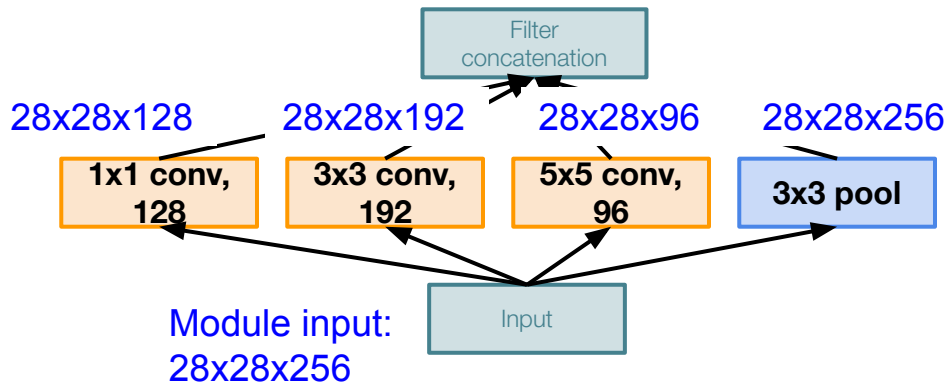 Filter
concatenation
28x28x128
28x28x192
28x28x96
28x28x256
1x1 conv,
128
3x3 conv,
192
5x5 conv,
96
3x3 pool
Module input:
28x28x256
Input